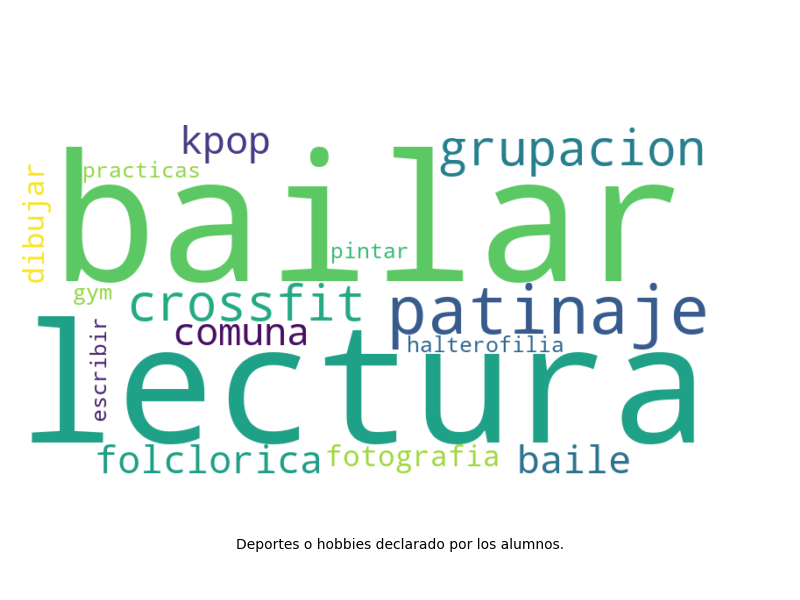 kpop
grupacion
practicas
dibujar
bailar
pintar
gym
crossfit
patinaje
comuna
halterofilia
escribir
lectura
folclorica
fotografia
baile
Deportes o hobbies declarado por los alumnos.